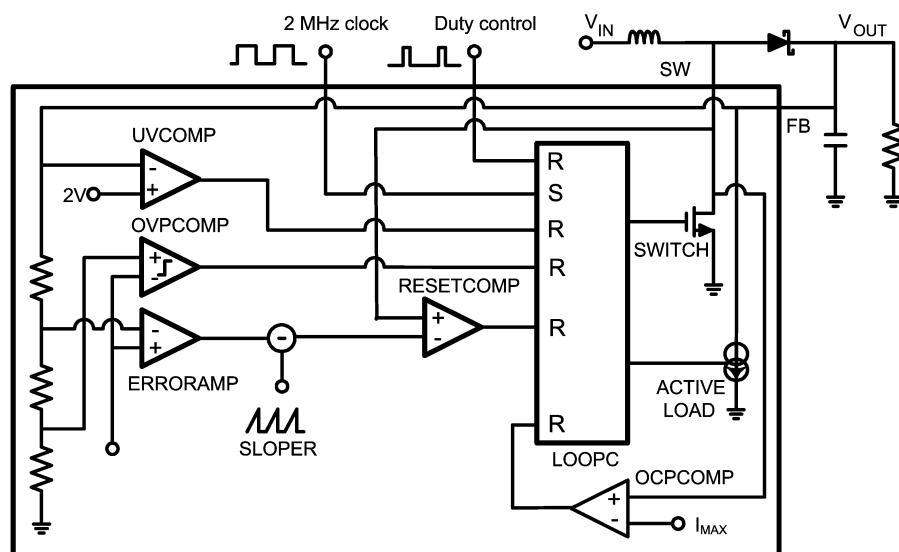 2 MHz clock
Duty control
VIN
VOUT
SW
FB
UVCOMP
-
+
2V
R
S
R
R
R
R
OVPCOMP
+
-
SWITCH
RESETCOMP
+
-
-
+
-
ERRORAMP
ACTIVE
LOAD
SLOPER
LOOPC
OCPCOMP
+
-
IMAX